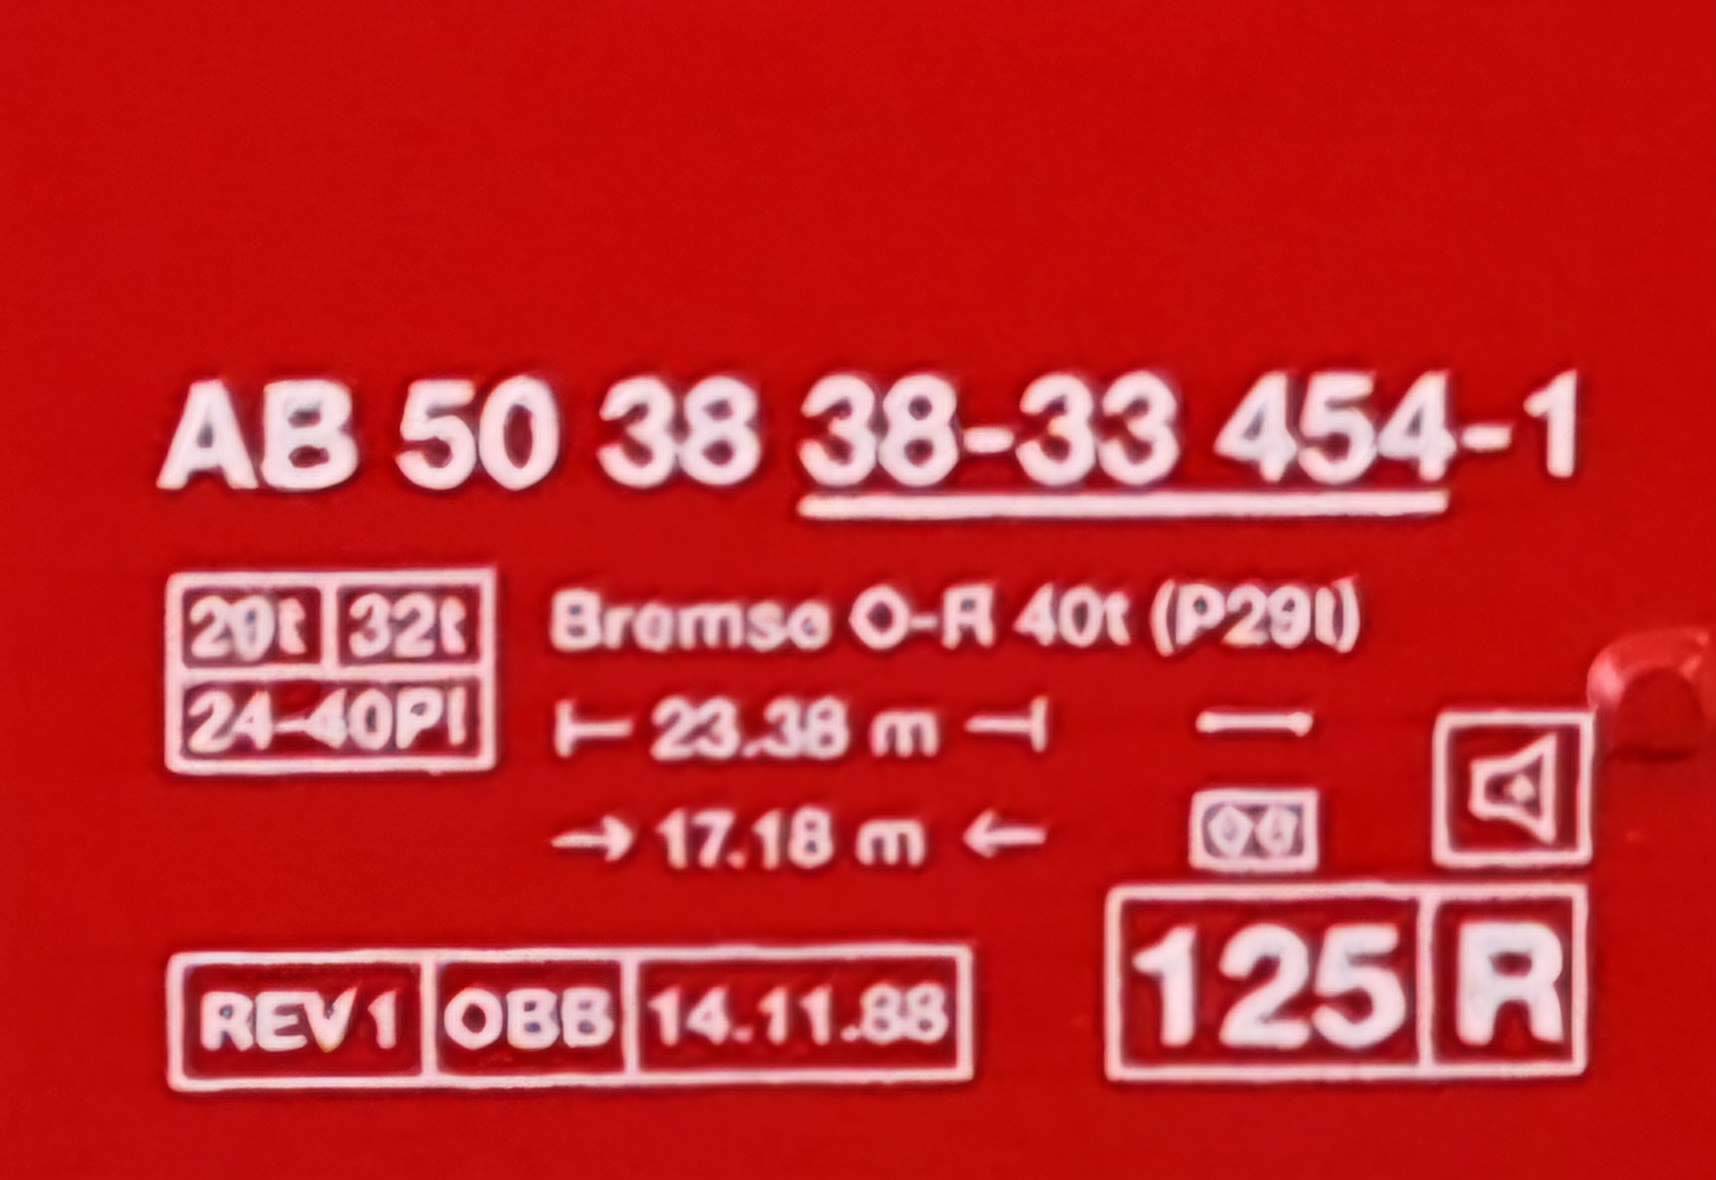 AB 50 38 38-33 454-1
29t 32t Bremse O-R 40t (P29t)
24-40Pl 23.38 m
17.18 m
125 R
REV1 OBB 14.11.88